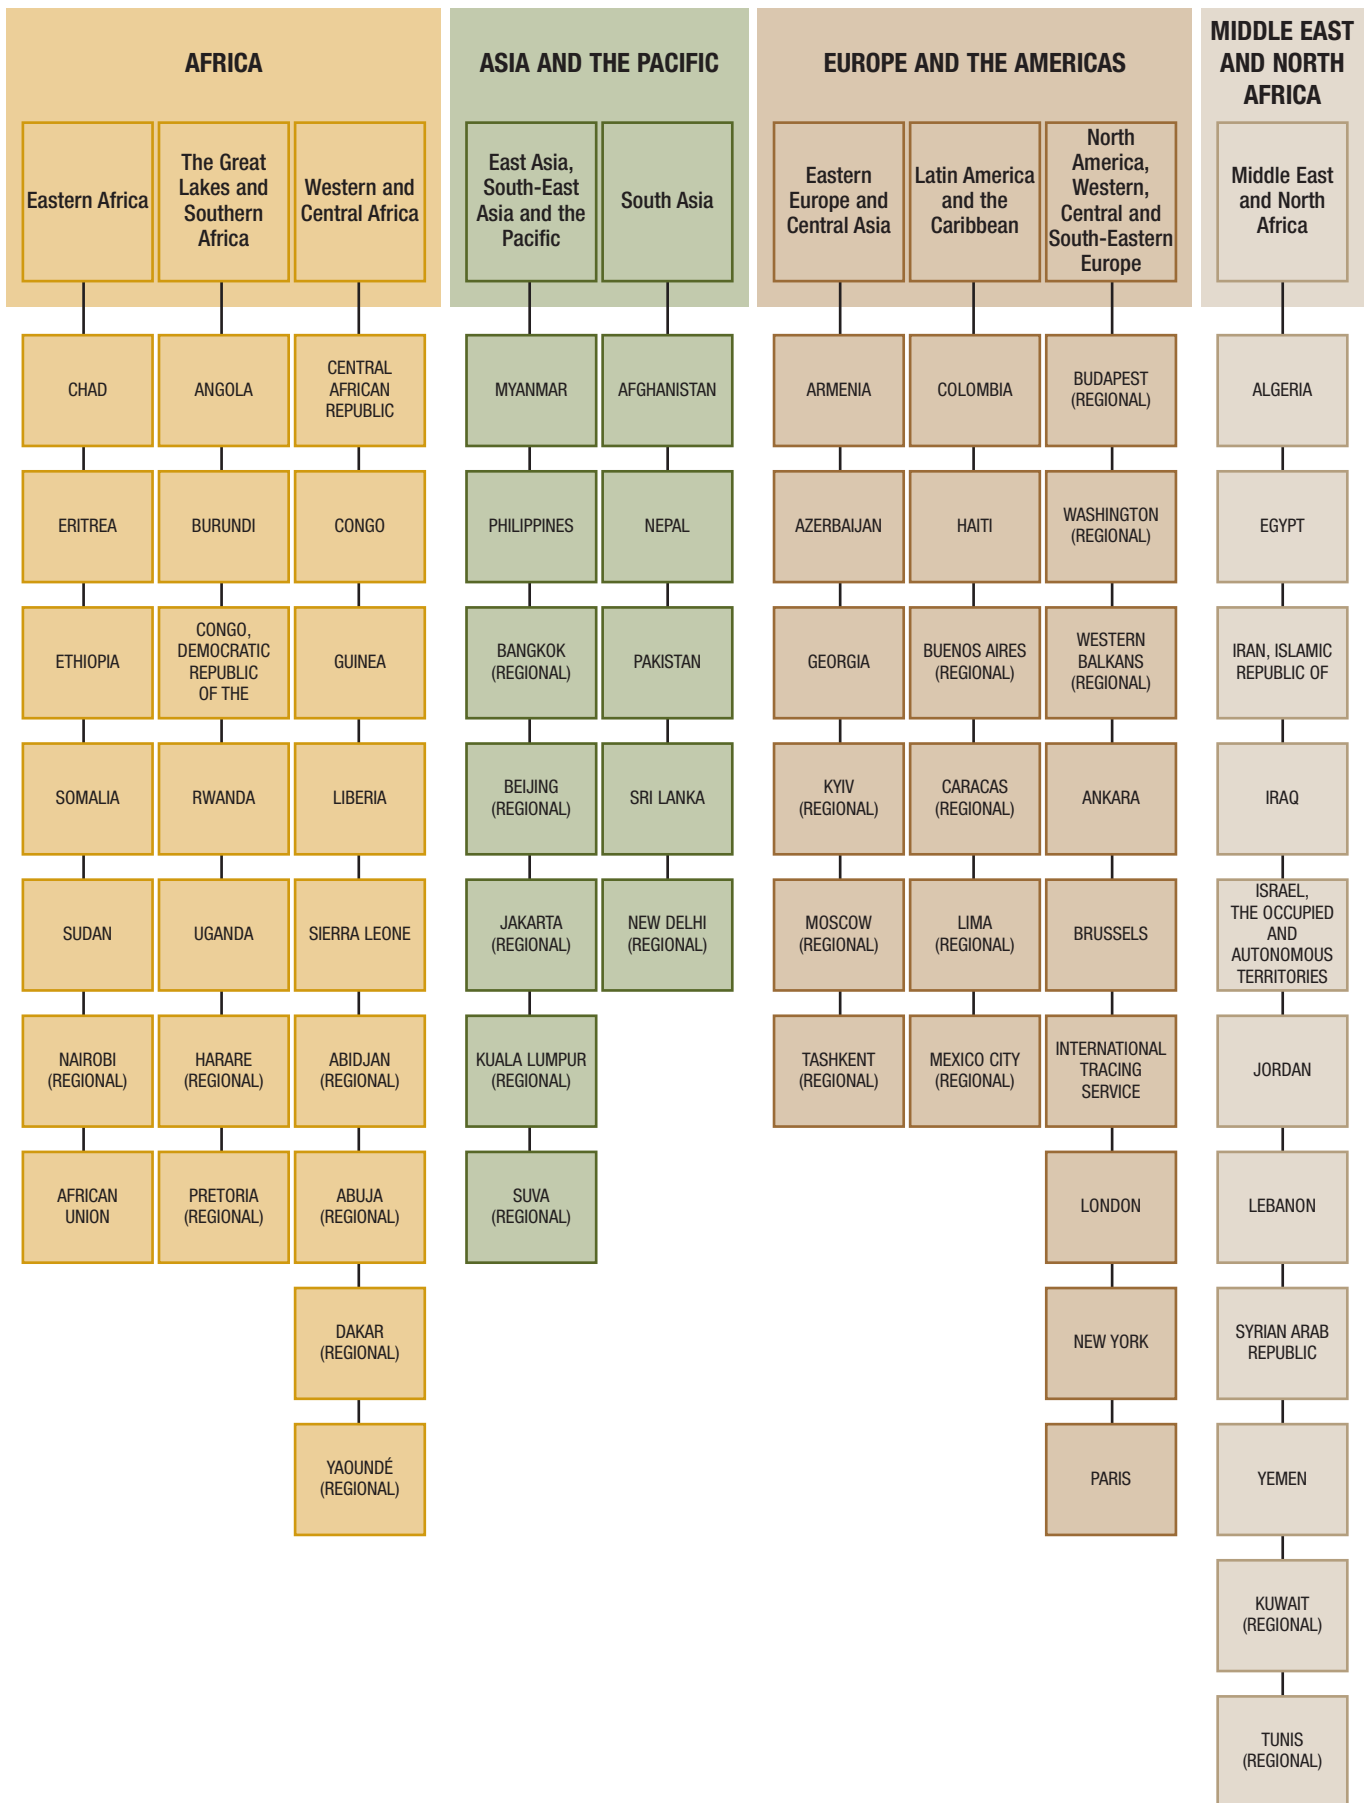 AFRICA
Eastern Africa
CHAD
ERITREA
ETHIOPIA
SOMALIA
SUDAN
NAIROBI
(REGIONAL)
AFRICAN
UNION
The Great
Lakes and
Southern
Africa
ANGOLA
BURUNDI
CONGO,
DEMOCRATIC
REPUBLIC
OF THE
RWANDA
UGANDA
HARARE
(REGIONAL)
PRETORIA
(REGIONAL)
Western and
Central Africa
CENTRAL
AFRICAN
REPUBLIC
CONGO
GUINEA
LIBERIA
SIERRA LEONE
ABIDJAN
(REGIONAL)
ABUJA
(REGIONAL)
DAKAR
(REGIONAL)
YAOUNDÉ
(REGIONAL)
ASIA AND THE PACIFIC
East Asia,
South-East
Asia and the
Pacific
MYANMAR
PHILIPPINES
BANGKOK
(REGIONAL)
BEIJING
(REGIONAL)
JAKARTA
(REGIONAL)
KUALA LUMPUR
(REGIONAL)
SUVA
(REGIONAL)
South Asia
AFGHANISTAN
NEPAL
PAKISTAN
SRI LANKA
NEW DELHI
(REGIONAL)
EUROPE AND THE AMERICAS
Eastern
Europe and
Central Asia
ARMENIA
AZERBAIJAN
GEORGIA
KYIV
(REGIONAL)
MOSCOW
(REGIONAL)
TASHKENT
(REGIONAL)
Latin America
and the
Caribbean
COLOMBIA
HAITI
BUENOS AIRES
(REGIONAL)
CARACAS
(REGIONAL)
LIMA
(REGIONAL)
MEXICO CITY
(REGIONAL)
North
America,
Western,
Central and
South-Eastern
Europe
BUDAPEST
(REGIONAL)
WASHINGTON
(REGIONAL)
WESTERN
BALKANS
(REGIONAL)
ANKARA
BRUSSELS
INTERNATIONAL
TRACING
SERVICE
LONDON
NEW YORK
PARIS
MIDDLE EAST
AND NORTH
AFRICA
Middle East
and North
Africa
ALGERIA
EGYPT
IRAN, ISLAMIC
REPUBLIC OF
IRAQ
ISRAEL,
THE OCCUPIED
AND
AUTONOMOUS
TERRITORIES
JORDAN
LEBANON
SYRIAN ARAB
REPUBLIC
YEMEN
KUWAIT
(REGIONAL)
TUNIS
(REGIONAL)